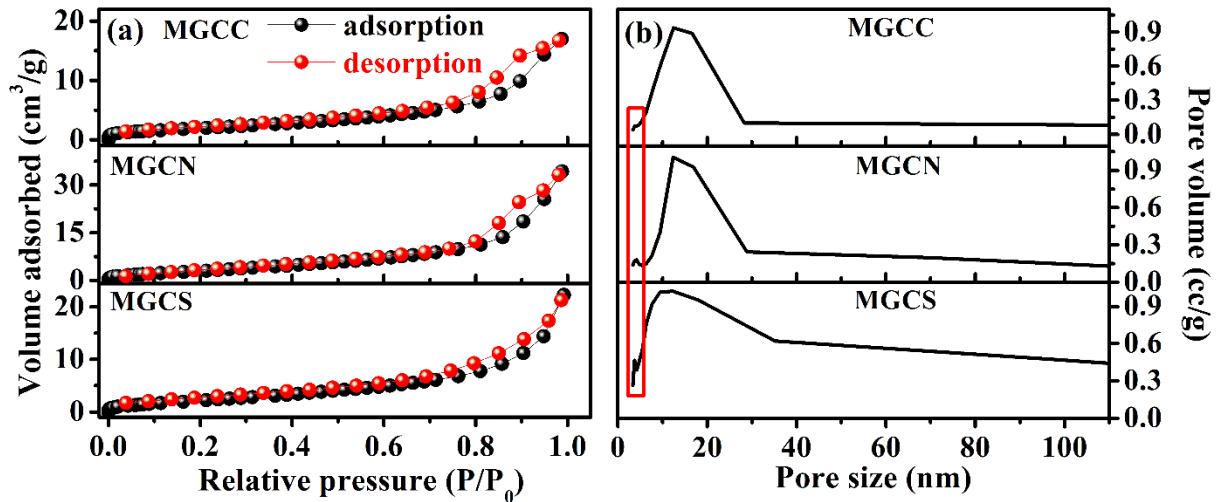 (a) MGCC adsorption
desorption
20
10
0
MGCN
30
15
0
MGCS
20
10
0
0.0 0.2 0.4 0.6 0.8 1.0
Relative pressure (P/P0)
Volume adsorbed (cm3/g)
(b) MGCC
0.9
0.6
0.3
0.0
MGCN
0.9
0.6
0.3
0.0
MGCS
0.9
0.6
0.3
0.0
0 20 40 60 80 100
Pore size (nm)
Pore volume (cc/g)